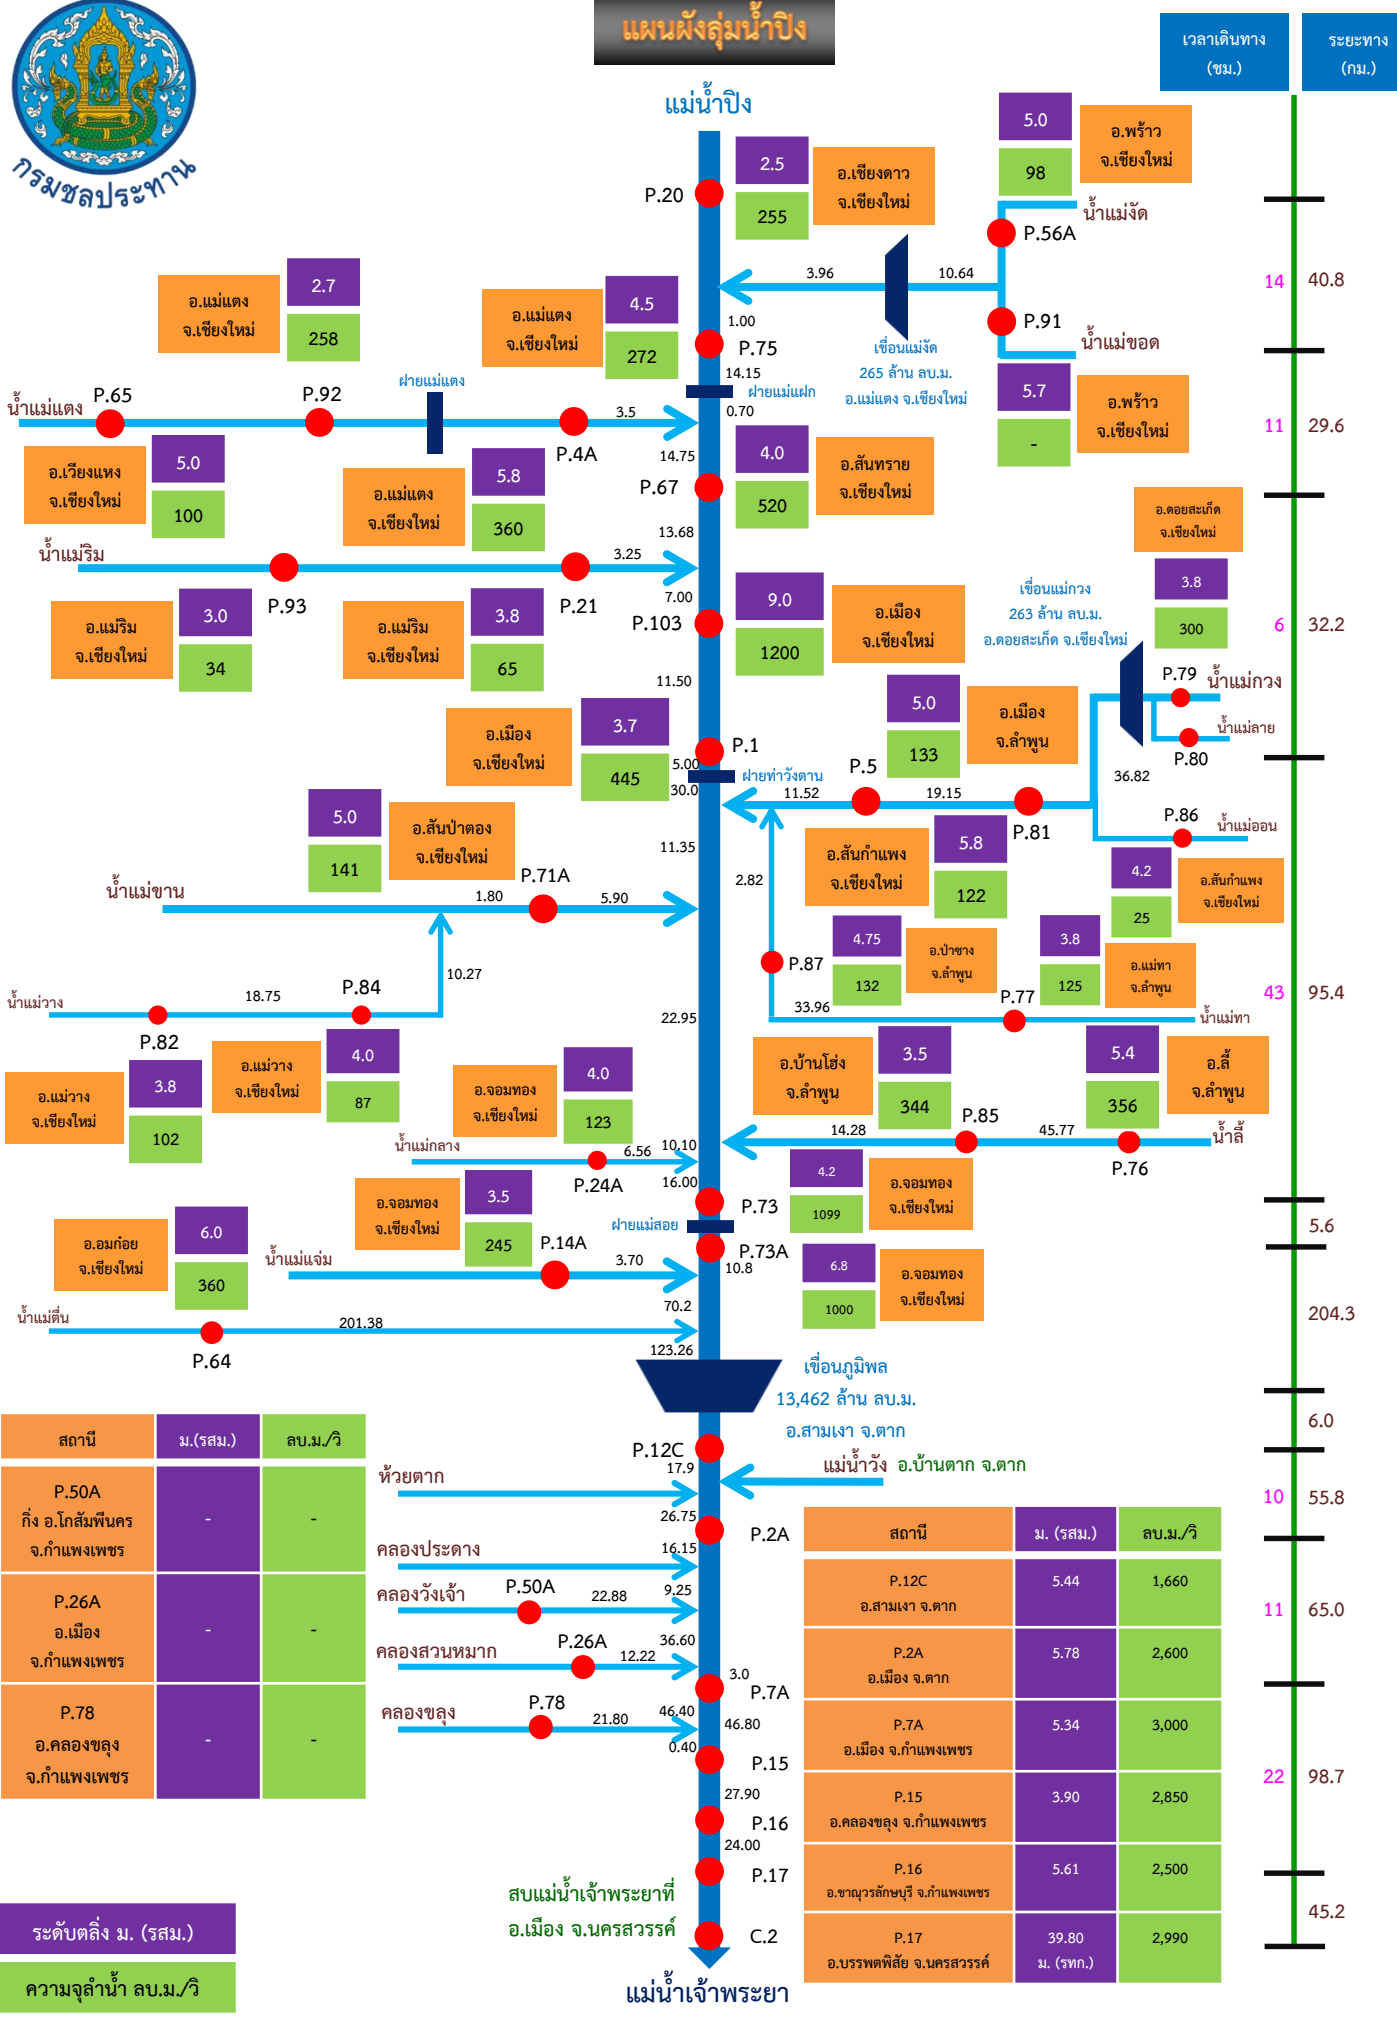 แผนผังลุ่มน้ำปิง
กรมชลประทาน
เวลาเดินทาง
(ชม.)
ระยะทาง
(กม.)
แม่น้ำปิง
P.20
2.5
255
อ.เชียงดาว
จ.เชียงใหม่
5.0
98
อ.พร้าว
จ.เชียงใหม่
น้ำแม่งัด
P.56A
3.96
10.64
14
40.8
P.91
น้ำแม่ขอด
5.7
-
อ.พร้าว
จ.เชียงใหม่
เขื่อนแม่งัด
265 ล้าน ลบ.ม.
อ.แม่แตง จ.เชียงใหม่
อ.แม่แตง
จ.เชียงใหม่
2.7
258
อ.แม่แตง
จ.เชียงใหม่
4.5
272
1.00
P.75
14.15
ฝายแม่แฝก
0.70
ฝายแม่แตง
น้ำแม่แตง
P.65
P.92
P.4A
3.5
11
29.6
อ.เวียงแหง
จ.เชียงใหม่
5.0
100
อ.แม่แตง
จ.เชียงใหม่
5.8
360
14.75
P.67
4.0
520
อ.สันทราย
จ.เชียงใหม่
13.68
น้ำแม่ริม
P.93
P.21
3.25
อ.แม่ริม
จ.เชียงใหม่
3.0
34
อ.แม่ริม
จ.เชียงใหม่
3.8
65
7.00
P.103
9.0
1200
อ.เมือง
จ.เชียงใหม่
อ.ดอยสะเก็ด
จ.เชียงใหม่
3.8
300
เขื่อนแม่กวง
263 ล้าน ลบ.ม.
อ.ดอยสะเก็ด จ.เชียงใหม่
6
32.2
P.79
น้ำแม่กวง
น้ำแม่ลาย
P.80
36.82
11.50
อ.เมือง
จ.เชียงใหม่
3.7
445
P.1
5.00
ฝายท่าวังตาน
30.0
5.0
133
อ.เมือง
จ.ลำพูน
P.5
11.52
19.15
P.81
P.86
น้ำแม่ออน
4.2
25
อ.สันกำแพง
จ.เชียงใหม่
อ.สันกำแพง
จ.เชียงใหม่
5.8
122
2.82
11.35
5.0
141
อ.สันป่าตอง
จ.เชียงใหม่
น้ำแม่ขาน
P.71A
1.80
5.90
10.27
น้ำแม่วาง
18.75
P.84
P.82
P.87
4.75
132
อ.ป่าซาง
จ.ลำพูน
3.8
125
อ.แม่ทา
จ.ลำพูน
33.96
P.77
น้ำแม่ทา
43
95.4
22.95
อ.แม่วาง
จ.เชียงใหม่
3.8
102
อ.แม่วาง
จ.เชียงใหม่
4.0
87
อ.จอมทอง
จ.เชียงใหม่
4.0
123
น้ำแม่กลาง
6.56
P.24A
10.10
อ.บ้านโฮ่ง
จ.ลำพูน
3.5
344
5.4
356
อ.ลี้
จ.ลำพูน
14.28
P.85
45.77
P.76
น้ำลี้
16.00
P.73
4.2
1099
อ.จอมทอง
จ.เชียงใหม่
ฝายแม่สอย
5.6
P.73A
10.8
6.8
1000
อ.จอมทอง
จ.เชียงใหม่
อ.จอมทอง
จ.เชียงใหม่
3.5
245
น้ำแม่แจ่ม
P.14A
3.70
อ.อมก๋อย
จ.เชียงใหม่
6.0
360
70.2
น้ำแม่ตื่น
P.64
201.38
204.3
123.26
เขื่อนภูมิพล
13,462 ล้าน ลบ.ม.
อ.สามเงา จ.ตาก
6.0
P.12C
17.9
แม่น้ำวัง อ.บ้านตาก จ.ตาก
ห้วยตาก
10
55.8
26.75
P.2A
คลองประดาง
16.15
คลองวังเจ้า
P.50A
22.88
9.25
คลองสวนหมาก
P.26A
12.22
36.60
11
65.0
3.0
P.7A
คลองขลุง
P.78
21.80
46.40
46.80
0.40
P.15
27.90
P.16
24.00
P.17
22
98.7
สบแม่น้ำเจ้าพระยาที่
อ.เมือง จ.นครสวรรค์
C.2
45.2
แม่น้ำเจ้าพระยา
สถานี ม.(รสม.) ลบ.ม./วิ
P.50A
กิ่ง อ.โกสัมพีนคร - -
จ.กำแพงเพชร
P.26A
อ.เมือง - -
จ.กำแพงเพชร
P.78
อ.คลองขลุง - -
จ.กำแพงเพชร
สถานี ม. (รสม.) ลบ.ม./วิ
P.12C 5.44 1,660
อ.สามเงา จ.ตาก
P.2A 5.78 2,600
อ.เมือง จ.ตาก
P.7A 5.34 3,000
อ.เมือง จ.กำแพงเพชร
P.15 3.90 2,850
อ.คลองขลุง จ.กำแพงเพชร
P.16 5.61 2,500
อ.ขาณุวรลักษบุรี จ.กำแพงเพชร
P.17 39.80 2,990
อ.บรรพตพิสัย จ.นครสวรรค์ ม. (รทก.)
ระดับตลิ่ง ม. (รสม.)
ความจุลำน้ำ ลบ.ม./วิ